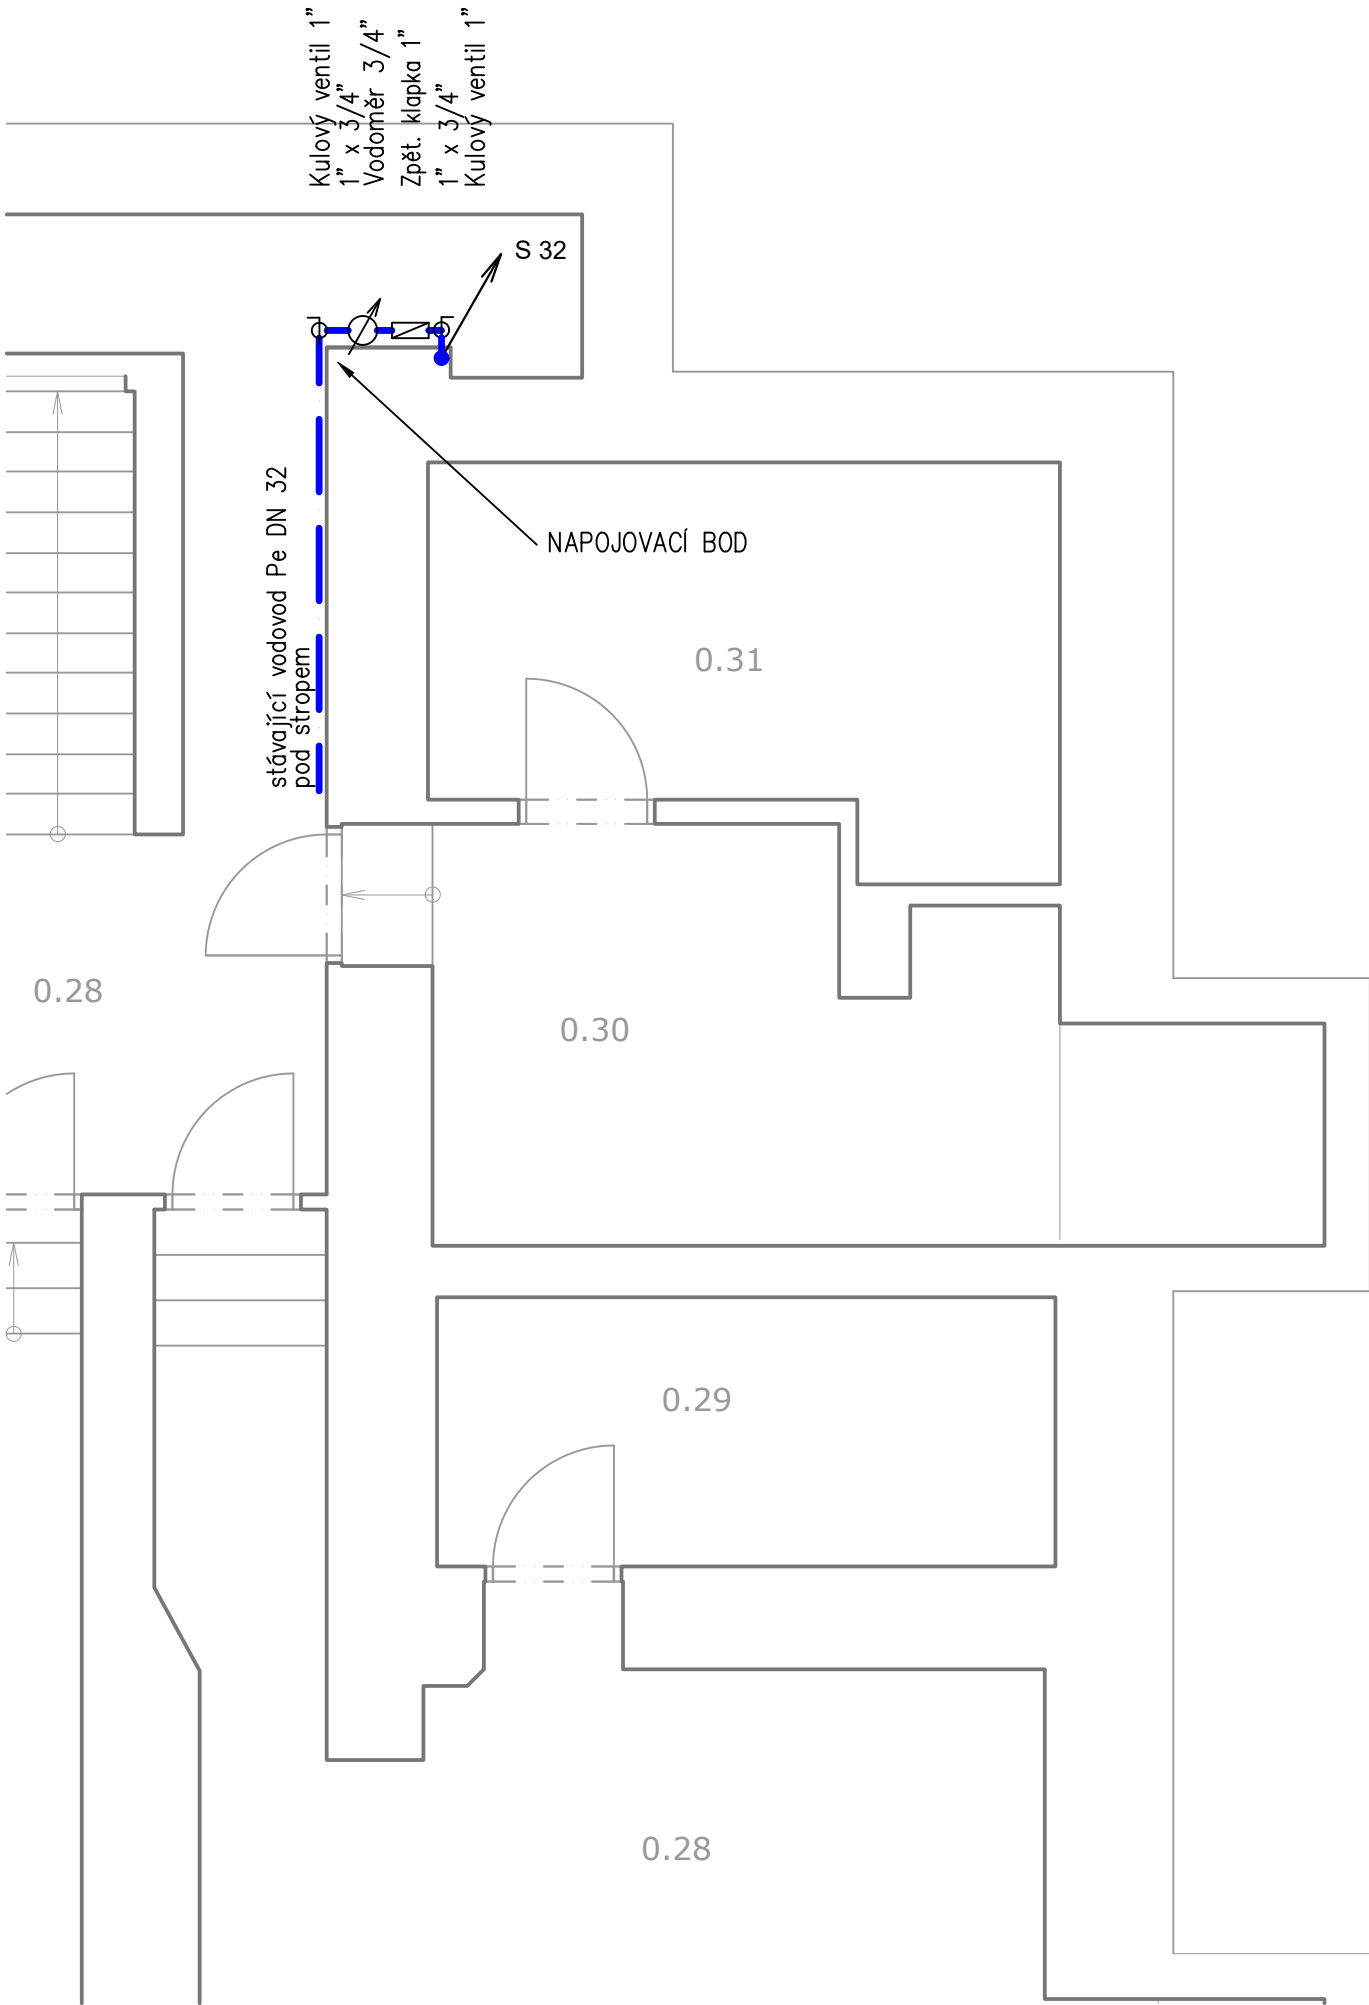 Kulový ventil 1"
1" x 3/4"
Vodoměr 3/4"
Zpět. klapka 1"
1" x 3/4"
Kulový ventil 1"
S 32
stávající vodovod Pe DN 32
pod stropem
NAPOJOVACÍ BOD
0.31
0.28
0.30
0.29
0.28